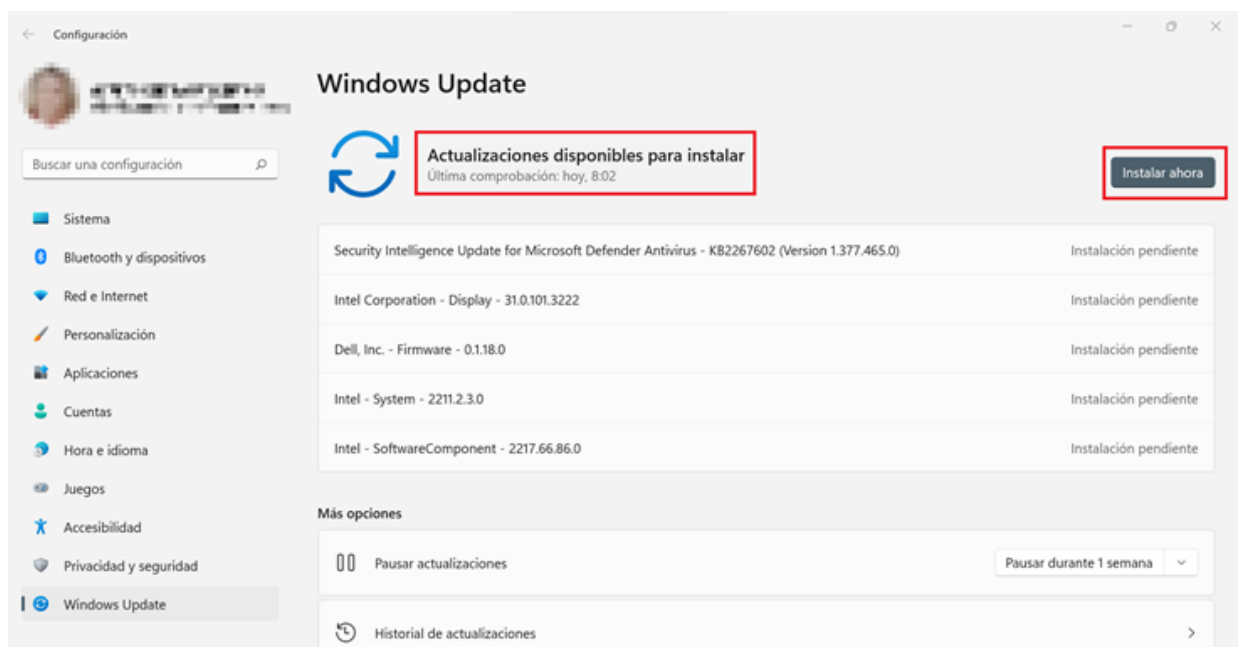 Configuración
Windows Update
Actualizaciones disponibles para instalar
Última comprobación: hoy, 8:02
Instalar ahora
Buscar una configuración
Sistema
Bluetooth y dispositivos
Red e Internet
Personalización
Aplicaciones
Cuentas
Hora e idioma
Juegos
Accesibilidad
Privacidad y seguridad
Windows Update
Security Intelligence Update for Microsoft Defender Antivirus - KB2267602 (Version 1.377.465.0) Instalación pendiente
Intel Corporation - Display - 31.0.101.3222 Instalación pendiente
Dell, Inc. - Firmware - 0.1.18.0 Instalación pendiente
Intel - System - 2211.2.3.0 Instalación pendiente
Intel - SoftwareComponent - 2217.66.86.0 Instalación pendiente
Más opciones
Pausar actualizaciones Pausar durante 1 semana
Historial de actualizaciones